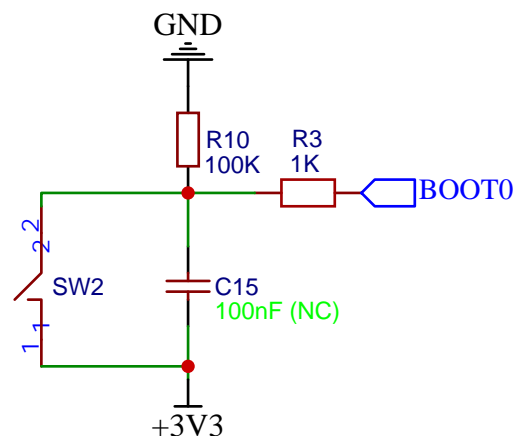 GND
R10
100K
R3
1K
BOOT0
2
2
SW2
1
1
C15
100nF (NC)
+3V3